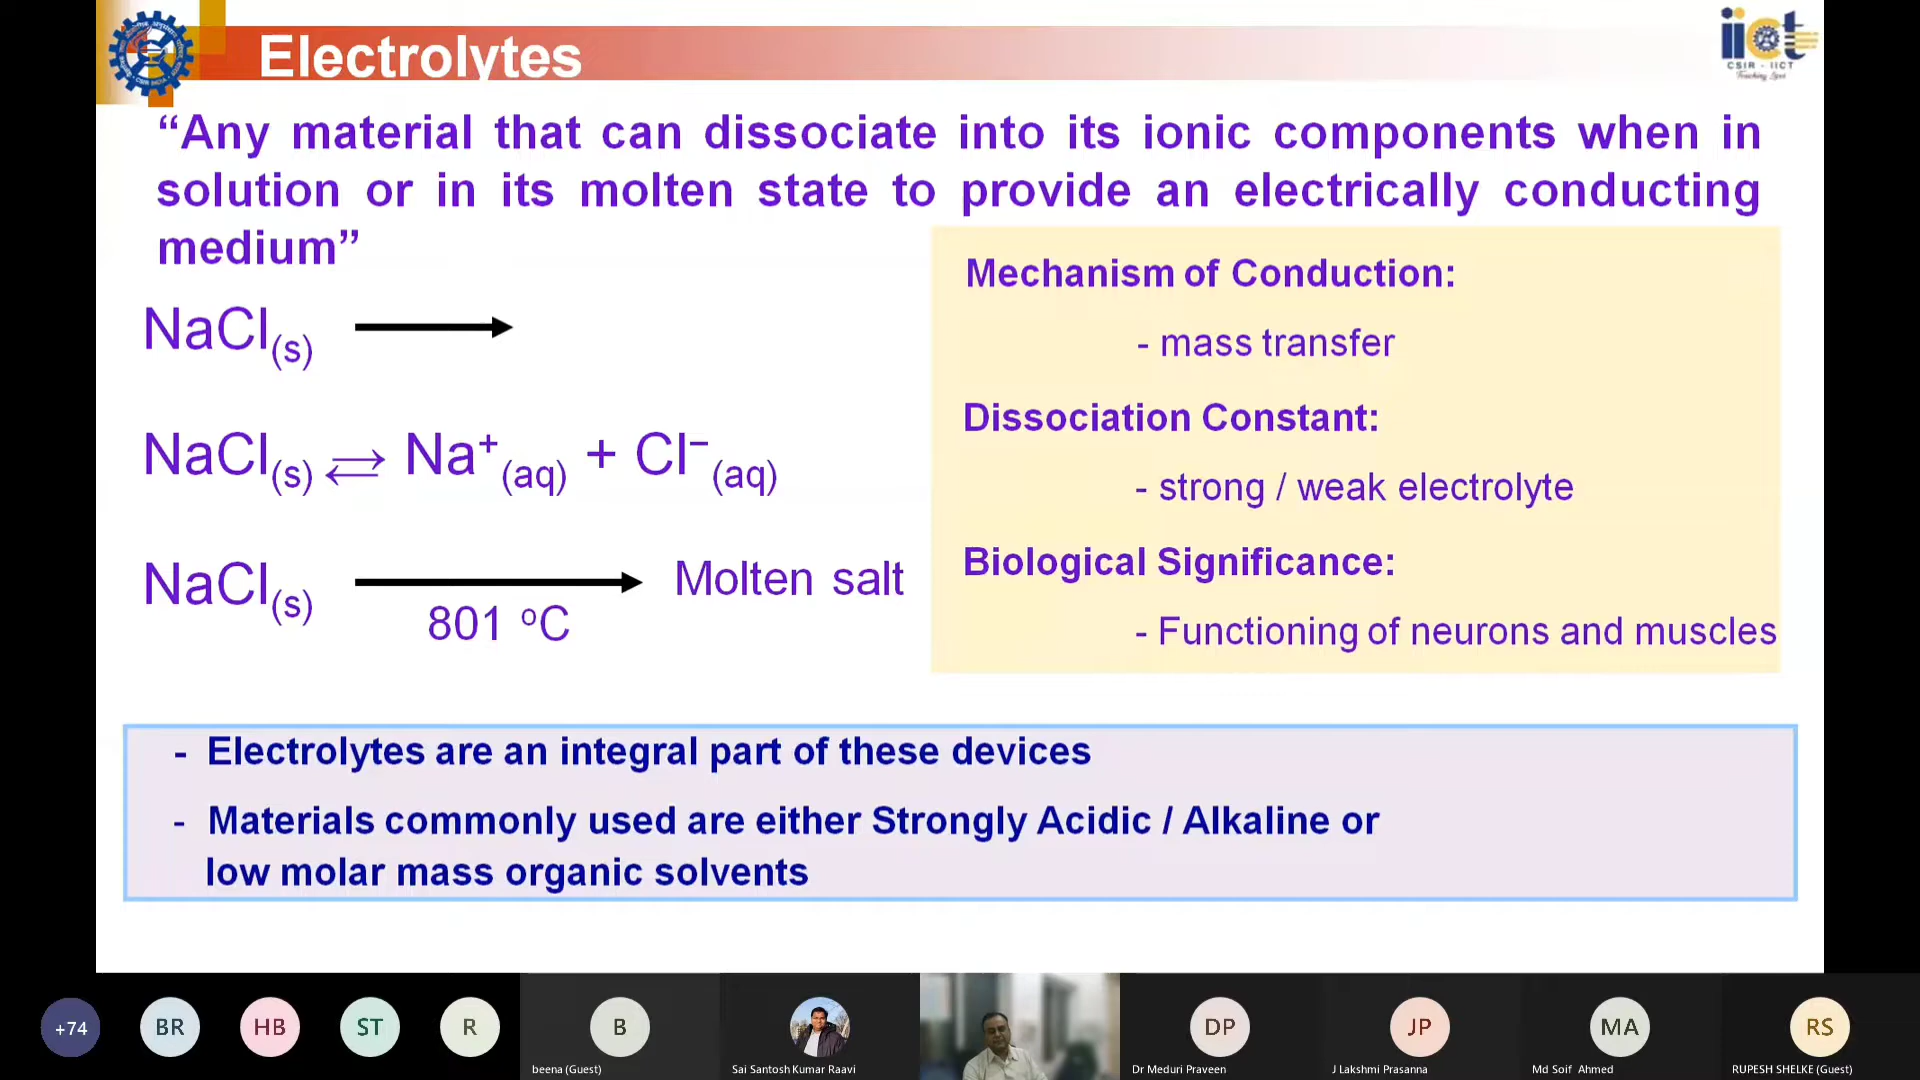 Electrolytes
iict
CSIR - IICT
“Any material that can dissociate into its ionic components when in
solution or in its molten state to provide an electrically conducting
medium”
NaCl(s)
NaCl(s) ⇌ Na⁺(aq) + Cl⁻(aq)
NaCl(s) Molten salt
801 °C
Mechanism of Conduction:
- mass transfer
Dissociation Constant:
- strong / weak electrolyte
Biological Significance:
- Functioning of neurons and muscles
- Electrolytes are an integral part of these devices
- Materials commonly used are either Strongly Acidic / Alkaline or
low molar mass organic solvents
+74
BR
HB
ST
R
B
beena (Guest)
Sai Santosh Kumar Raavi
DP
Dr Meduri Praveen
JP
J Lakshmi Prasanna
MA
Md Soif Ahmed
RS
RUPESH SHELKE (Guest)